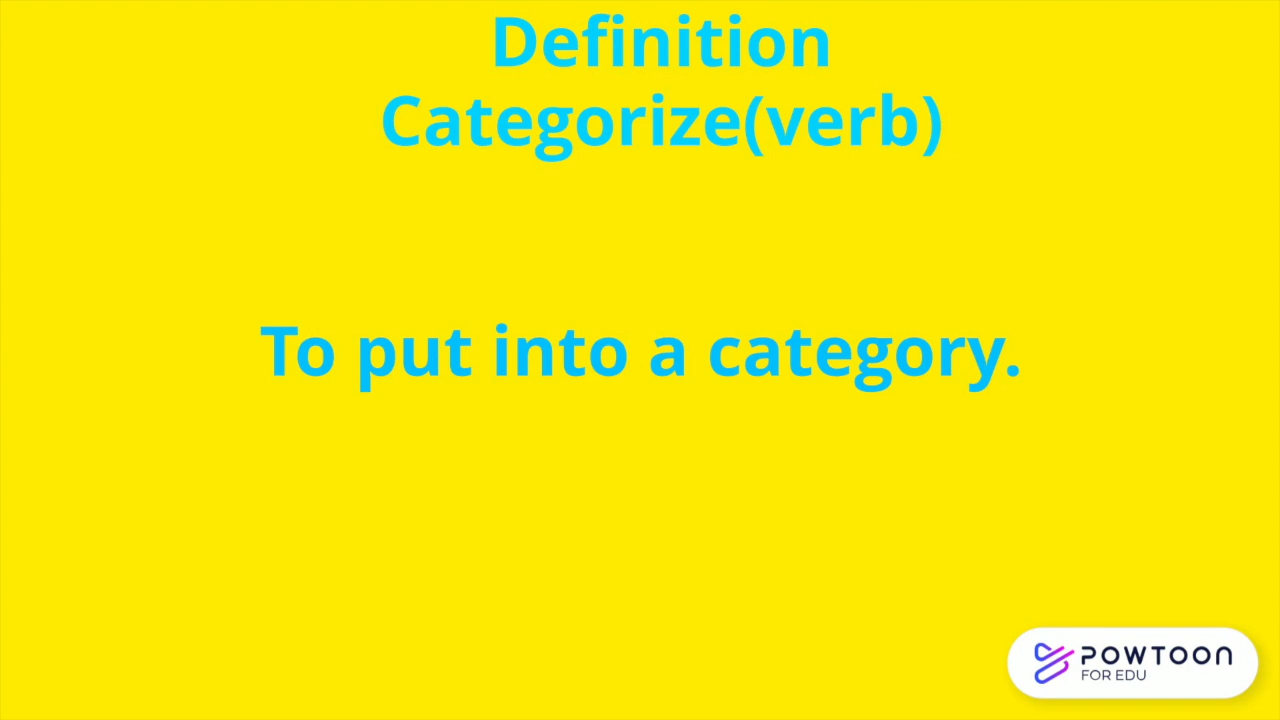 Definition
Categorize(verb)
To put into a category.
POWTOON
FOR EDU